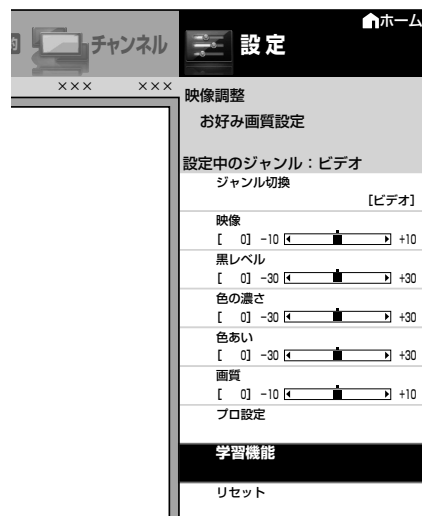 ホーム
チャンネル
設定
×××
×××
映像調整
お好み画質設定
設定中のジャンル：ビデオ
ジャンル切換
[ビデオ]
映像
[ 0] -10 +10
黒レベル
[ 0] -30 +30
色の濃さ
[ 0] -30 +30
色あい
[ 0] -30 +30
画質
[ 0] -10 +10
プロ設定
学習機能
リセット